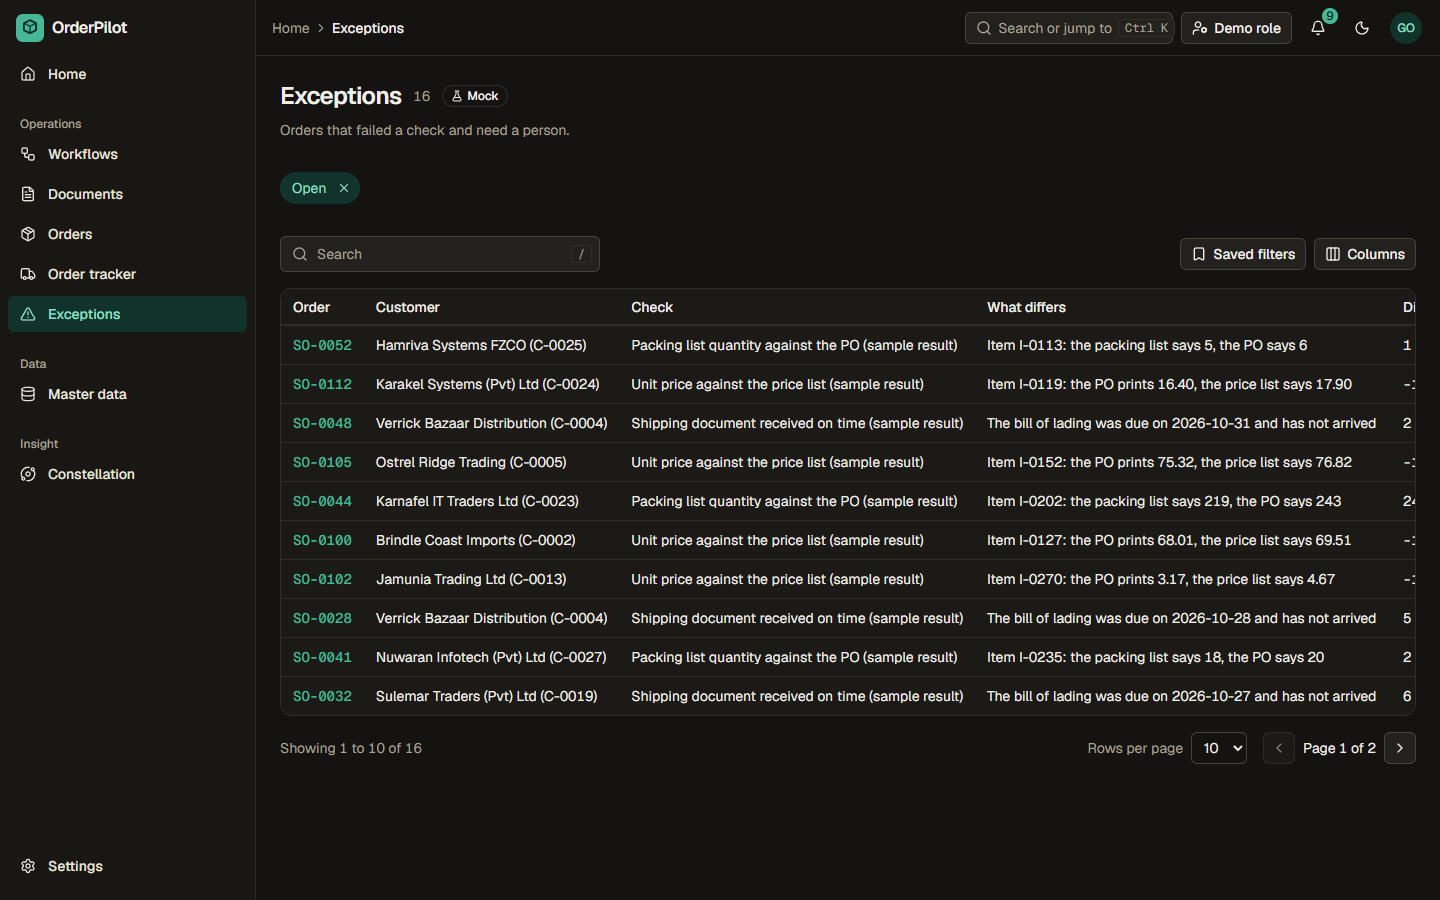 OrderPilot
Home > Exceptions
Search or jump to Ctrl K
Demo role
9
GO
Home
Operations
Workflows
Documents
Orders
Order tracker
Exceptions
Data
Master data
Insight
Constellation
Settings
Exceptions 16 Mock
Orders that failed a check and need a person.
Open
Search /
Saved filters
Columns
Order Customer Check What differs
SO-0052 Hamriva Systems FZCO (C-0025) Packing list quantity against the PO (sample result) Item I-0113: the packing list says 5, the PO says 6 1
SO-0112 Karakel Systems (Pvt) Ltd (C-0024) Unit price against the price list (sample result) Item I-0119: the PO prints 16.40, the price list says 17.90
SO-0048 Verrick Bazaar Distribution (C-0004) Shipping document received on time (sample result) The bill of lading was due on 2026-10-31 and has not arrived 2
SO-0105 Ostrel Ridge Trading (C-0005) Unit price against the price list (sample result) Item I-0152: the PO prints 75.32, the price list says 76.82
SO-0044 Karnafel IT Traders Ltd (C-0023) Packing list quantity against the PO (sample result) Item I-0202: the packing list says 219, the PO says 243 24
SO-0100 Brindle Coast Imports (C-0002) Unit price against the price list (sample result) Item I-0127: the PO prints 68.01, the price list says 69.51
SO-0102 Jamunia Trading Ltd (C-0013) Unit price against the price list (sample result) Item I-0270: the PO prints 3.17, the price list says 4.67
SO-0028 Verrick Bazaar Distribution (C-0004) Shipping document received on time (sample result) The bill of lading was due on 2026-10-28 and has not arrived 5
SO-0041 Nuwaran Infotech (Pvt) Ltd (C-0027) Packing list quantity against the PO (sample result) Item I-0235: the packing list says 18, the PO says 20 2
SO-0032 Sulemar Traders (Pvt) Ltd (C-0019) Shipping document received on time (sample result) The bill of lading was due on 2026-10-27 and has not arrived 6
Showing 1 to 10 of 16
Rows per page 10
Page 1 of 2